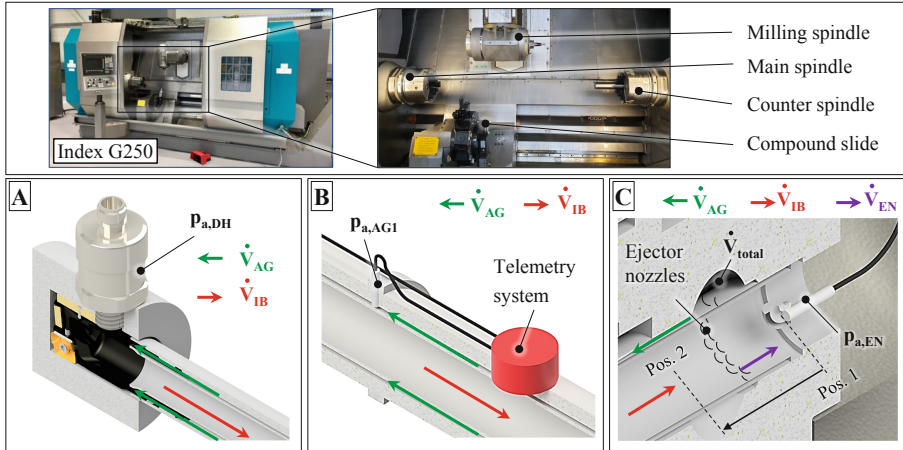 Index G250
Milling spindle
Main spindle
Counter spindle
Compound slide
A
p_a,DH
V̇_AG
V̇_IB
B
V̇_AG V̇_IB
p_a,AG1
Telemetry
system
C
V̇_AG V̇_IB V̇_EN
V̇_total
Ejector
nozzles
p_a,EN
Pos. 2
Pos. 1